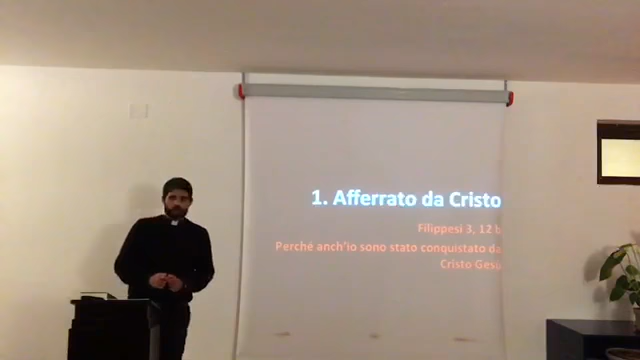 1. Afferrato da Cristo
Filippesi 3, 12 b
Perché anch'io sono stato conquistato da
Cristo Gesù